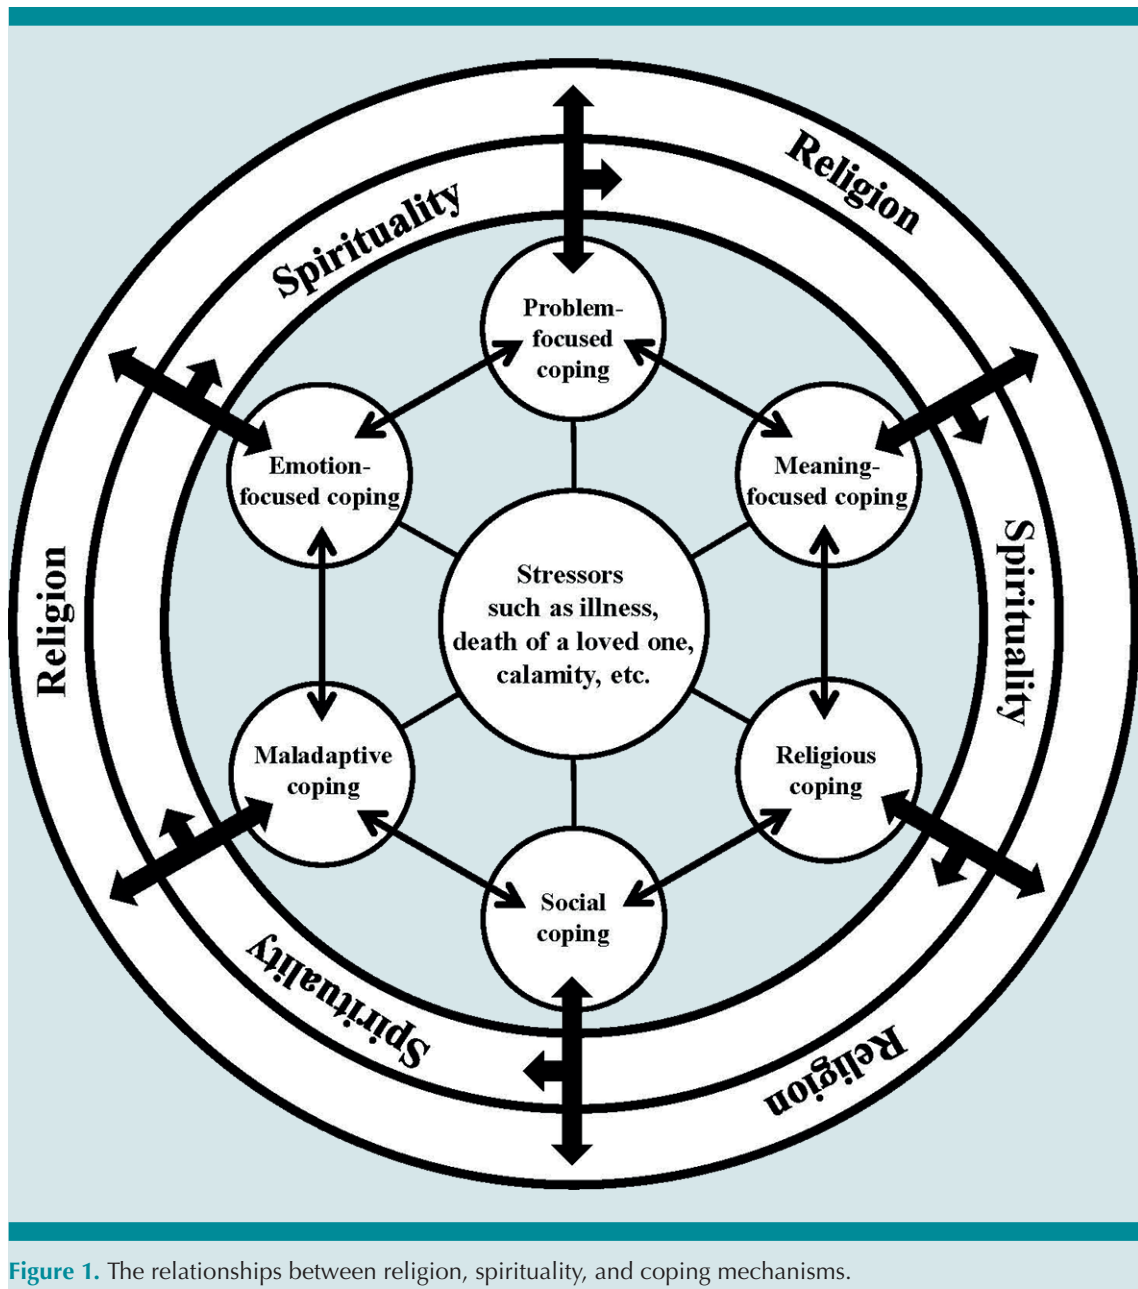 Religion
Spirituality
Problem-
focused
coping
Emotion-
focused coping
Meaning-
focused coping
Religion
Stressors
such as illness,
death of a loved one,
calamity, etc.
Spirituality
Maladaptive
coping
Religious
coping
Social
coping
Spirituality
Religion
Figure 1. The relationships between religion, spirituality, and coping mechanisms.